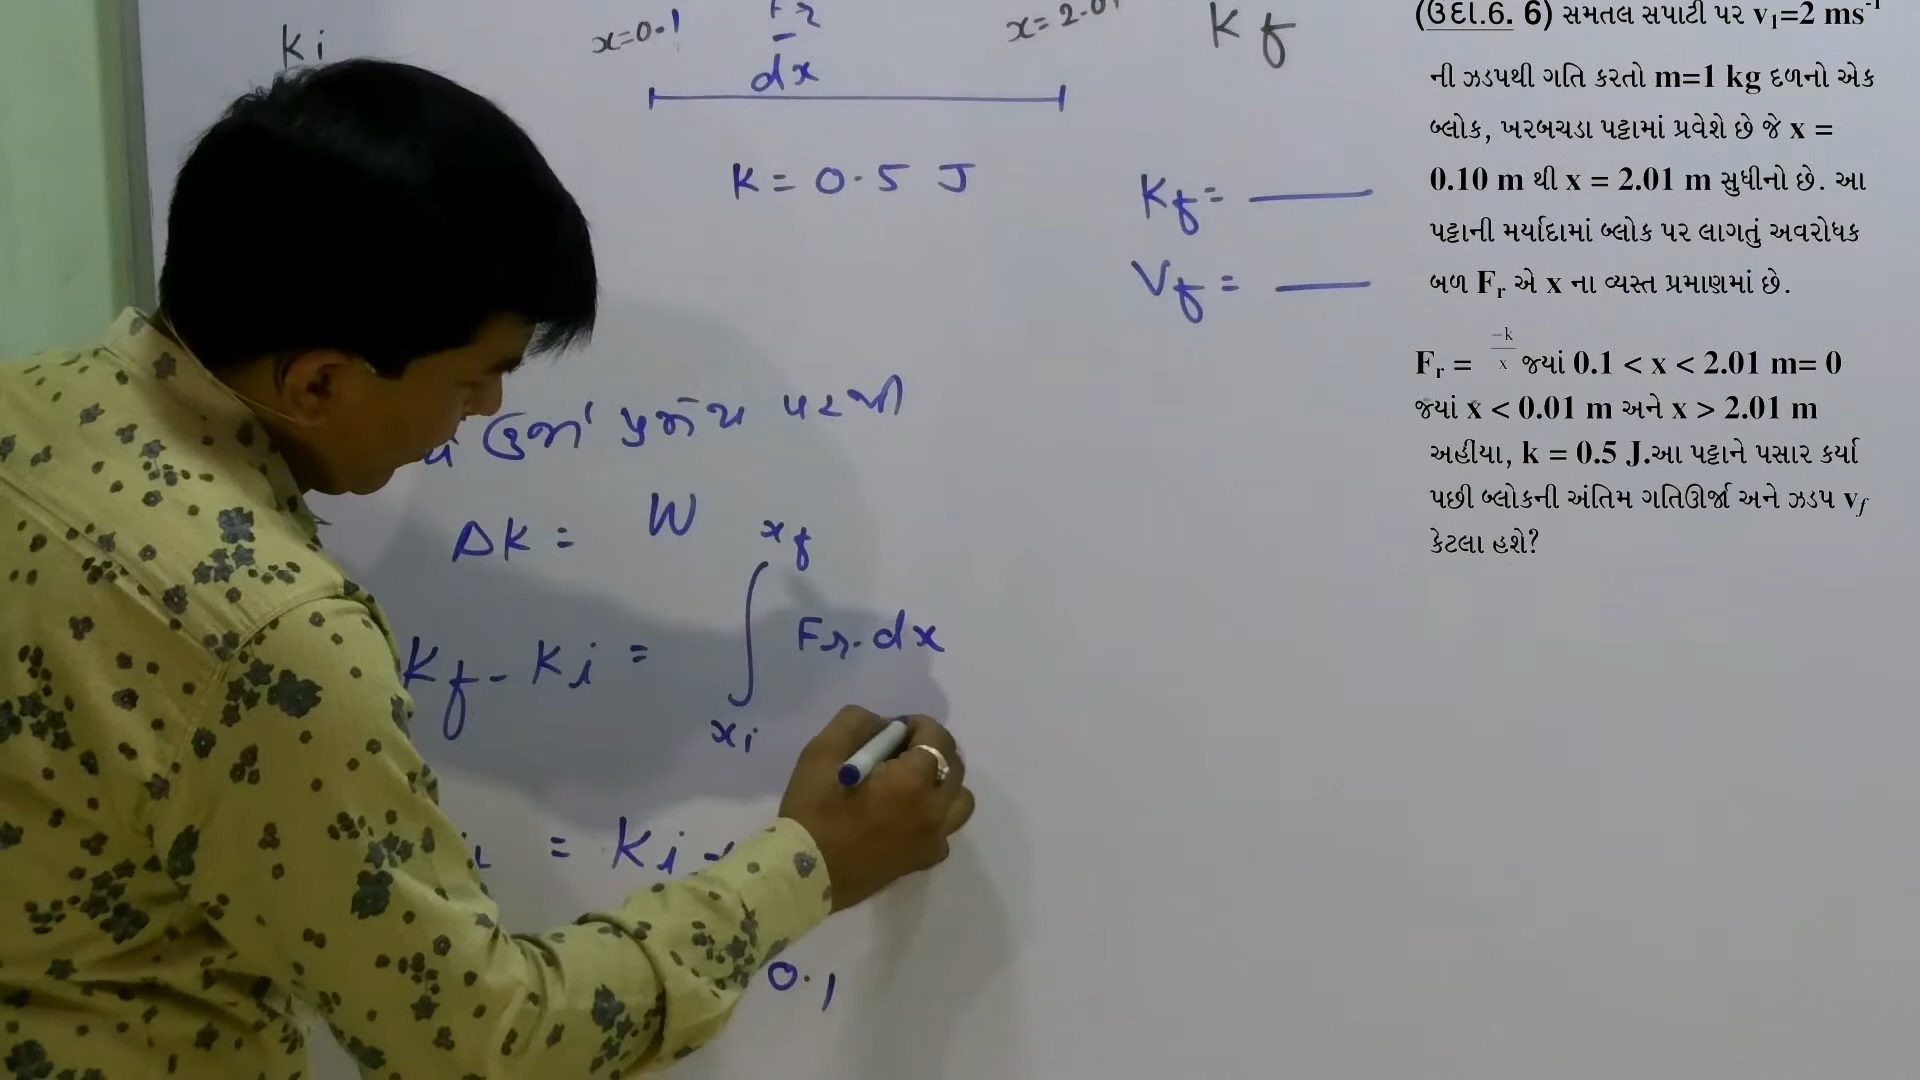 Ki
x=0.1
Fr
dx
x=2.01
Kf
K = 0.5 J
Kf =
Vf =
ઉર્જા પ્રમેય પરથી
ΔK = W
Kf - Ki = ∫ Fr. dx
xf
xi
= Ki
0.1
(ઉદા.6. 6) સમતલ સપાટી પર v₁=2 ms⁻¹
ની ઝડપથી ગતિ કરતો m=1 kg દળનો એક
બ્લોક, ખરબચડા પટ્ટામાં પ્રવેશે છે જે x =
0.10 m થી x = 2.01 m સુધીનો છે. આ
પટ્ટાની મર્યાદામાં બ્લોક પર લાગતું અવરોધક
બળ Fᵣ એ x ના વ્યસ્ત પ્રમાણમાં છે.
Fᵣ = -k/x જ્યાં 0.1 < x < 2.01 m= 0
જ્યાં x < 0.01 m અને x > 2.01 m
અહીંયા, k = 0.5 J.આ પટ્ટાને પસાર કર્યા
પછી બ્લોકની અંતિમ ગતિઊર્જા અને ઝડપ vf
કેટલા હશે?